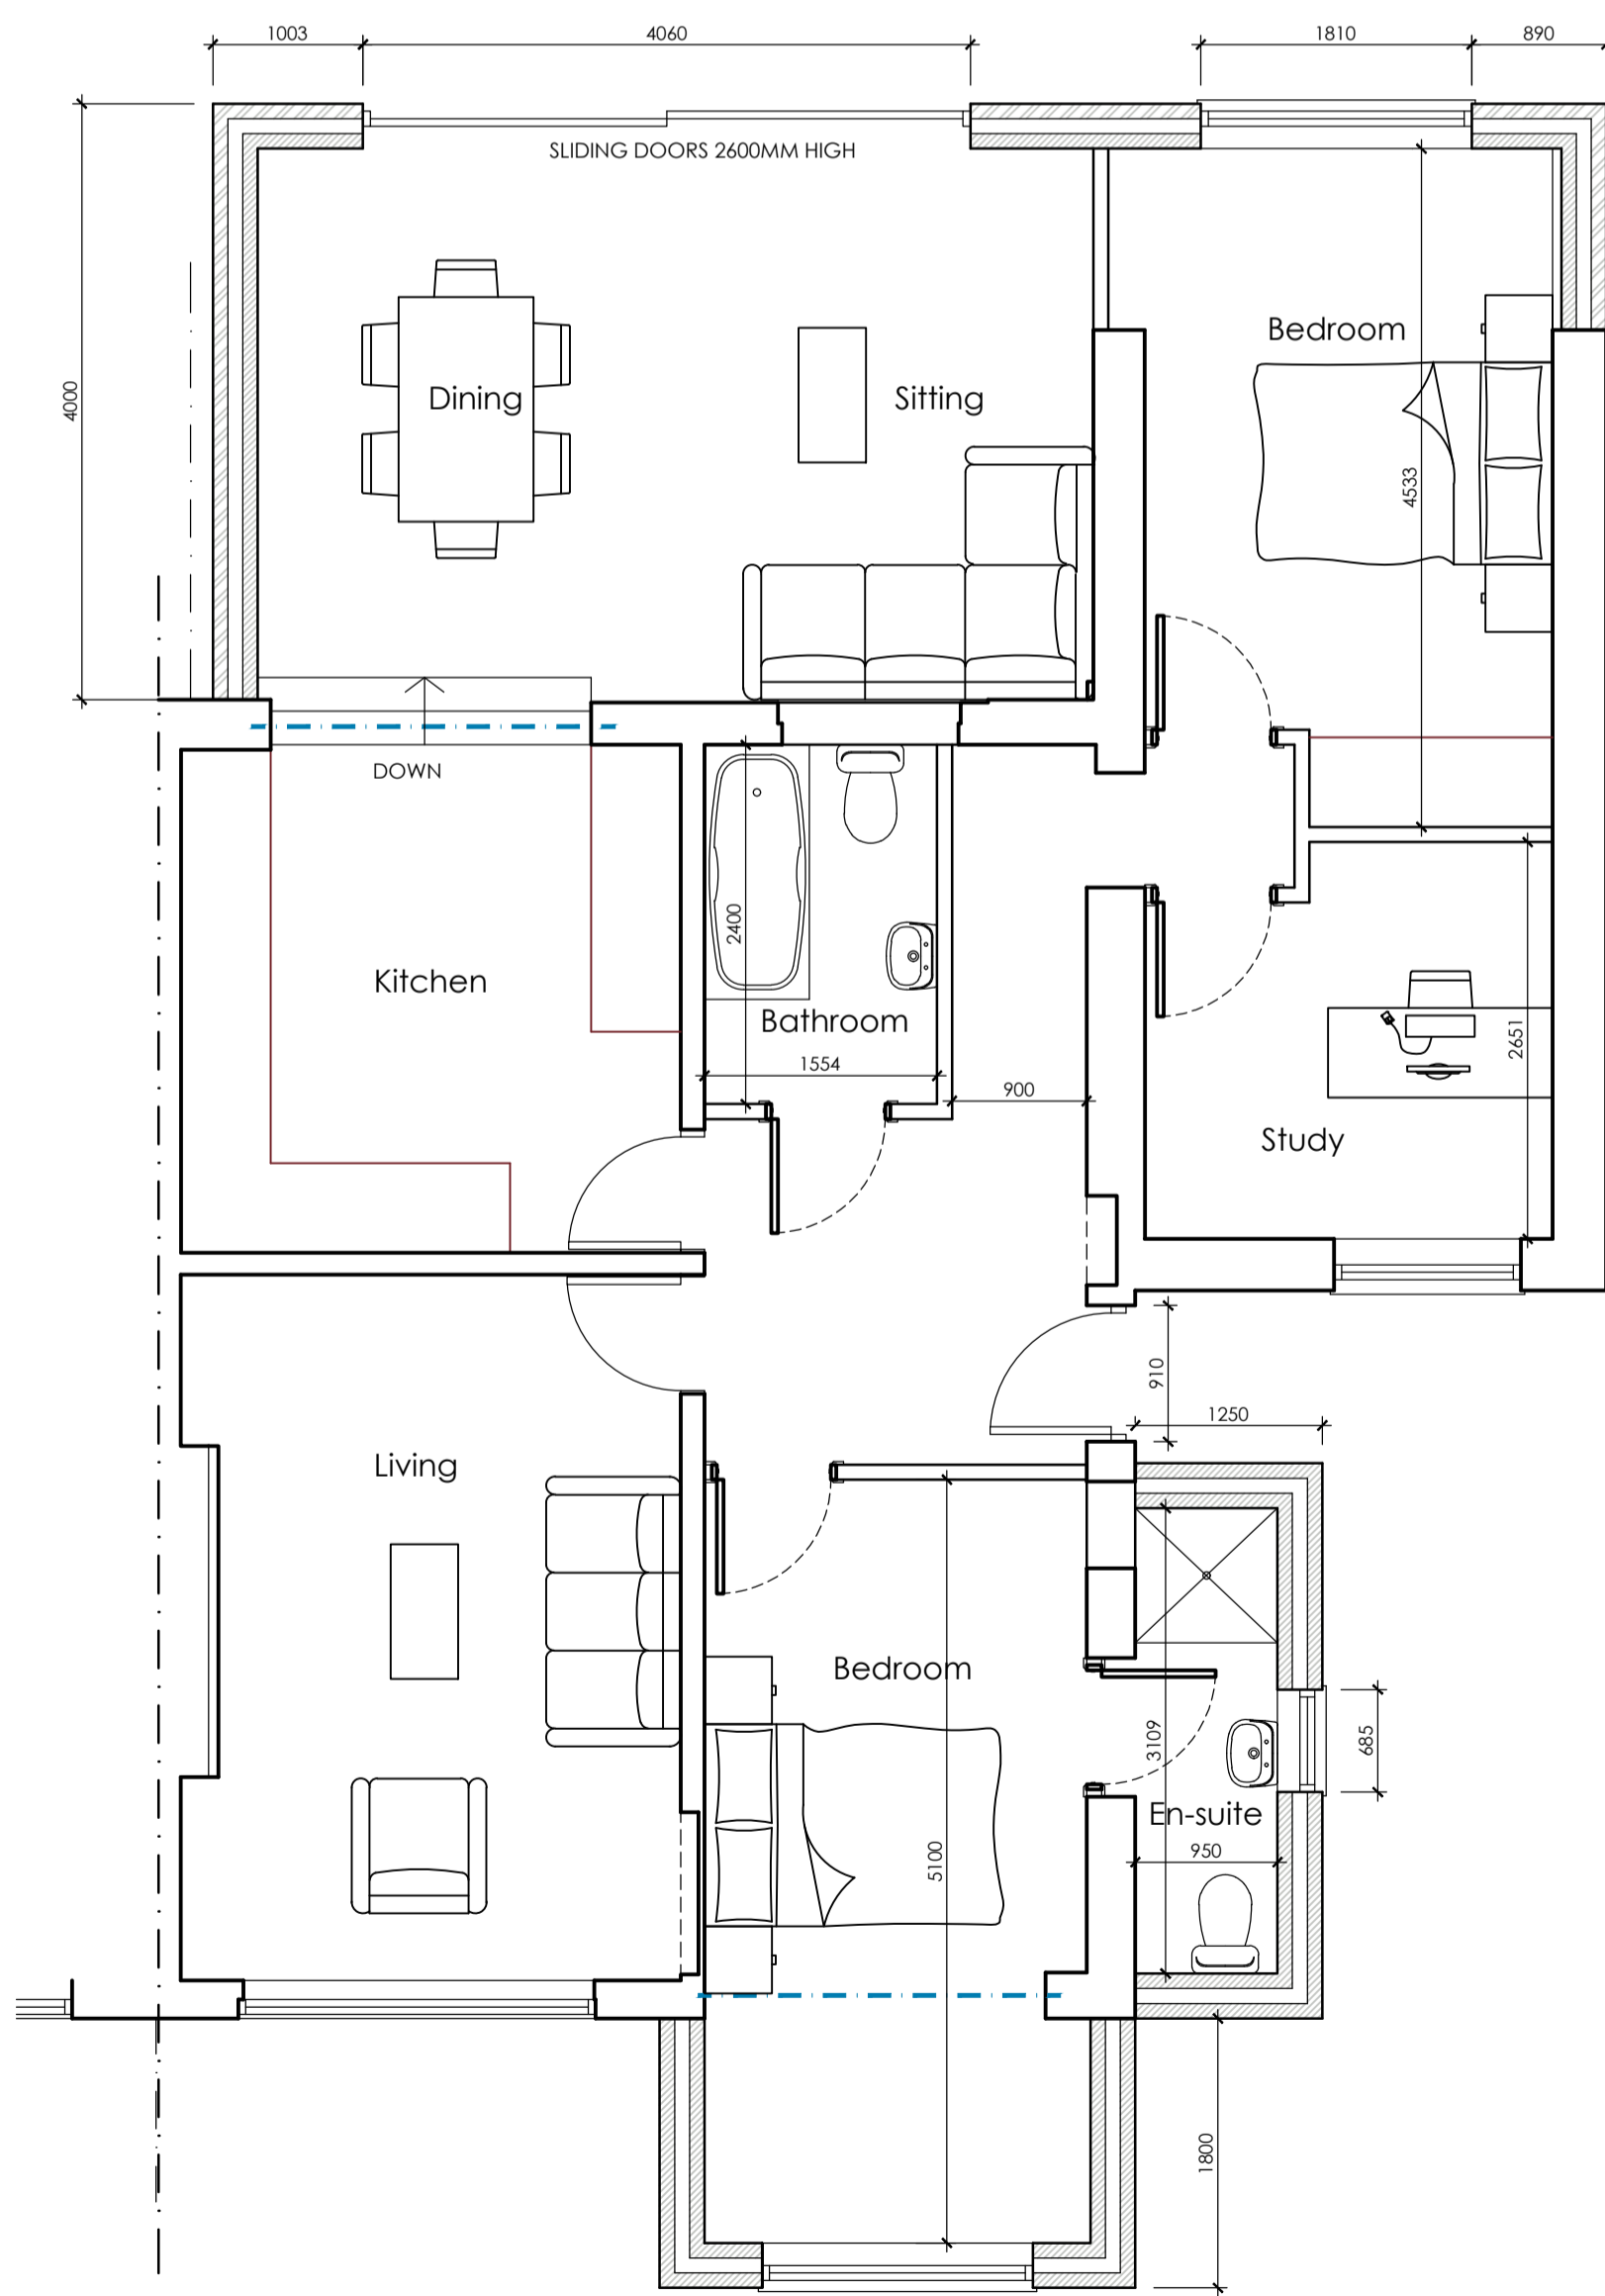 1003
4060
1810
890
SLIDING DOORS 2600MM HIGH
4000
Dining
Sitting
Bedroom
4533
DOWN
Kitchen
2400
Bathroom
1554
900
2651
Study
910
1250
Living
Bedroom
3109
685
En-suite
950
5100
1800